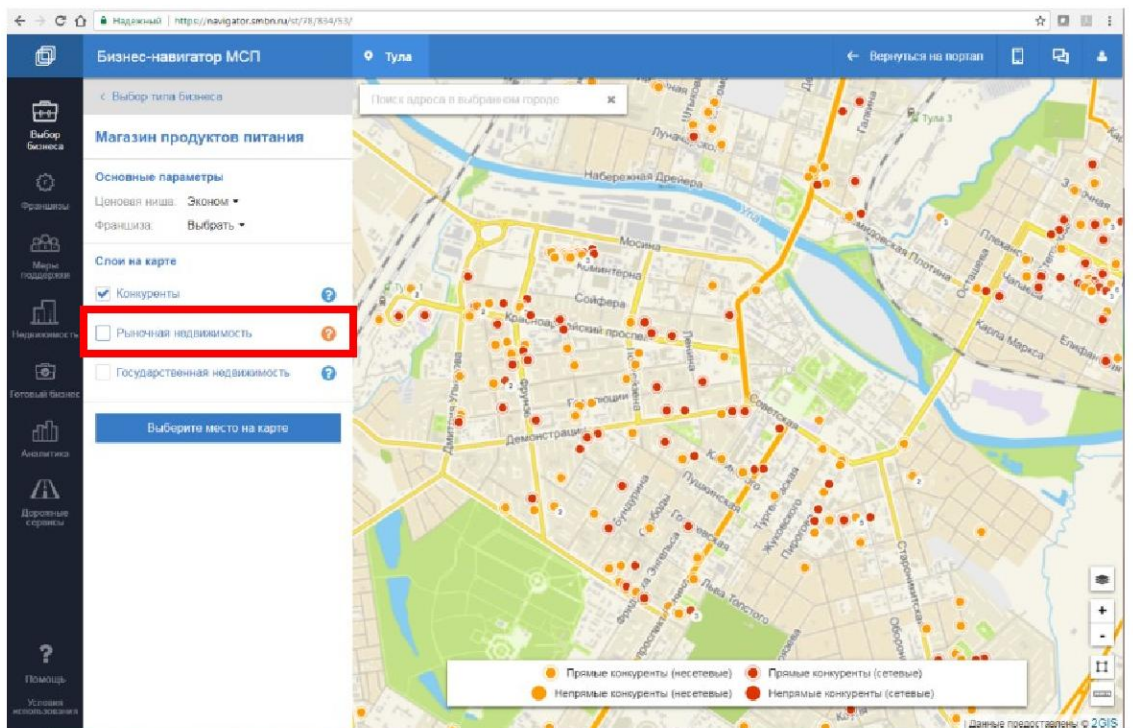 Надежный | https://navigator.smbn.ru/st/78/834/53/
Бизнес-навигатор МСП
Тула
Вернуться на портал
Выбор типа бизнеса
Поиск адреса в выбранном городе
Выбор
бизнеса
Магазин продуктов питания
Основные параметры
Ценовая ниша: Эконом
Франшиза: Выбрать
Франшизы
Меры
поддержки
Слои на карте
Конкуренты
Рыночная недвижимость
Государственная недвижимость
Недвижимость
Готовый бизнес
Выберите место на карте
Аналитика
Дорожные
сервисы
Помощь
Условия
использования
Тула 3
Галкина
Набережная Дрейера
Упа
Мосина
Коминтерна
Сойфера
Красноармейский проспект
Ленина
Плеханова
Осташева
Чапаева
Карла Маркса
Фрунзе
Советская
Демонстрации
Пушкинская
Гоголевская
Жуковского
Пирогова
Староникитская
Льва Толстого
Прямые конкуренты (несетевые) Прямые конкуренты (сетевые)
Непрямые конкуренты (несетевые) Непрямые конкуренты (сетевые)
Данные предоставлены © 2GIS